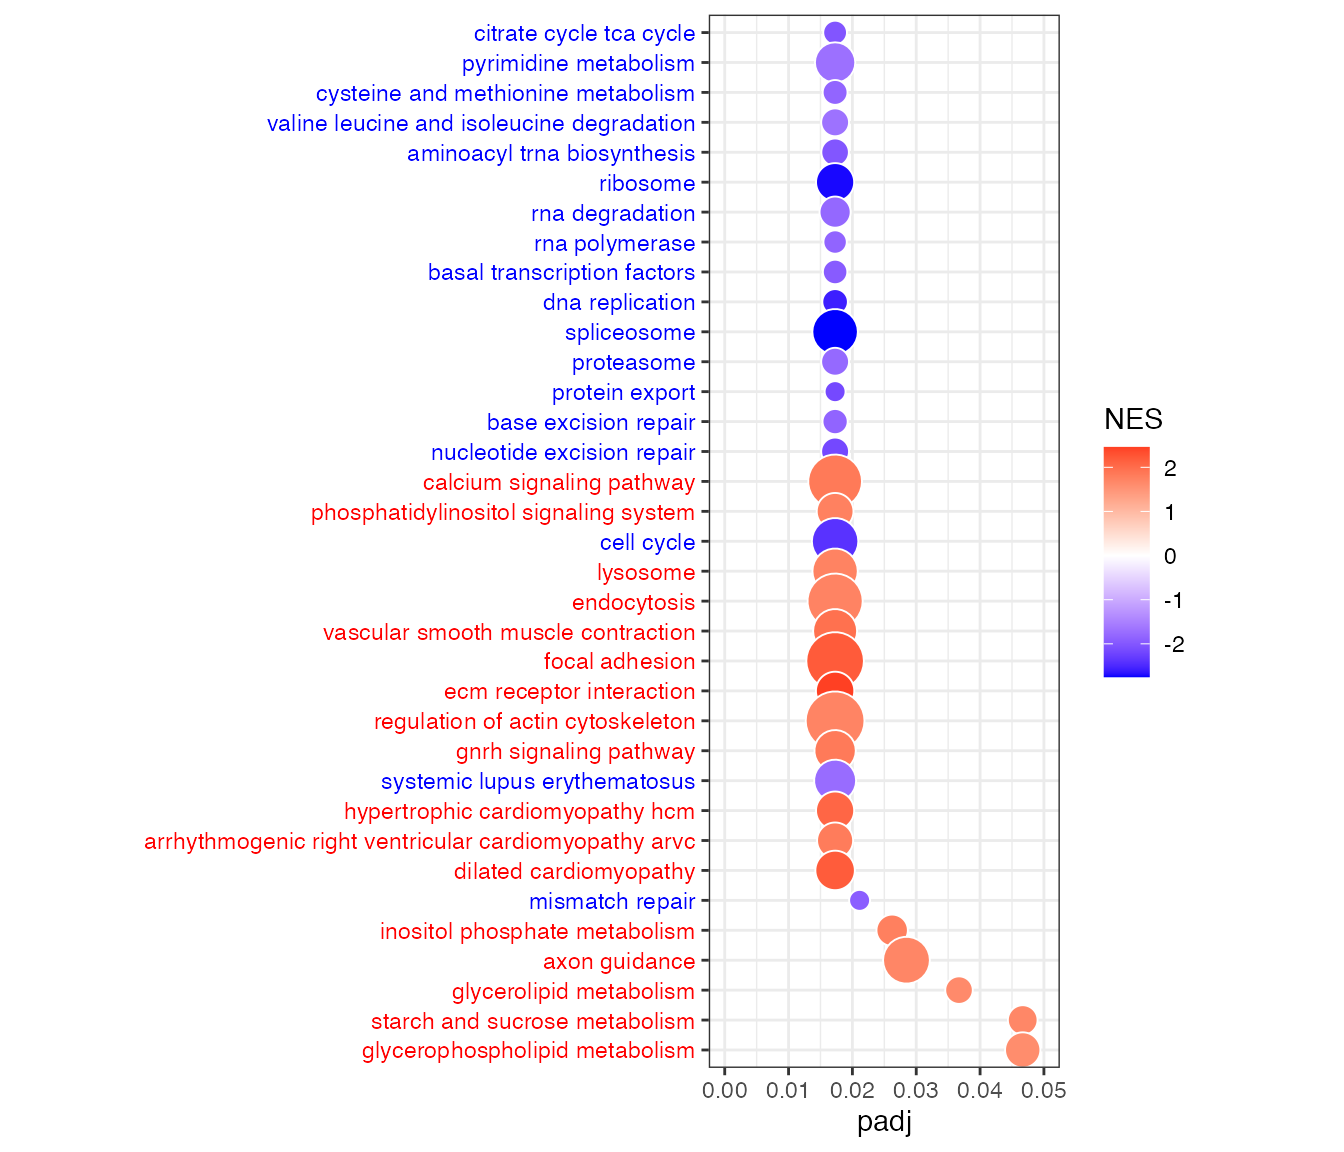 citrate cycle tca cycle
pyrimidine metabolism
cysteine and methionine metabolism
valine leucine and isoleucine degradation
aminoacyl trna biosynthesis
ribosome
rna degradation
rna polymerase
basal transcription factors
dna replication
spliceosome
proteasome
protein export
base excision repair
nucleotide excision repair
calcium signaling pathway
phosphatidylinositol signaling system
cell cycle
lysosome
endocytosis
vascular smooth muscle contraction
focal adhesion
ecm receptor interaction
regulation of actin cytoskeleton
gnrh signaling pathway
systemic lupus erythematosus
hypertrophic cardiomyopathy hcm
arrhythmogenic right ventricular cardiomyopathy arvc
dilated cardiomyopathy
mismatch repair
inositol phosphate metabolism
axon guidance
glycerolipid metabolism
starch and sucrose metabolism
glycerophospholipid metabolism
0.00 0.01 0.02 0.03 0.04 0.05
padj
NES
2
1
0
-1
-2